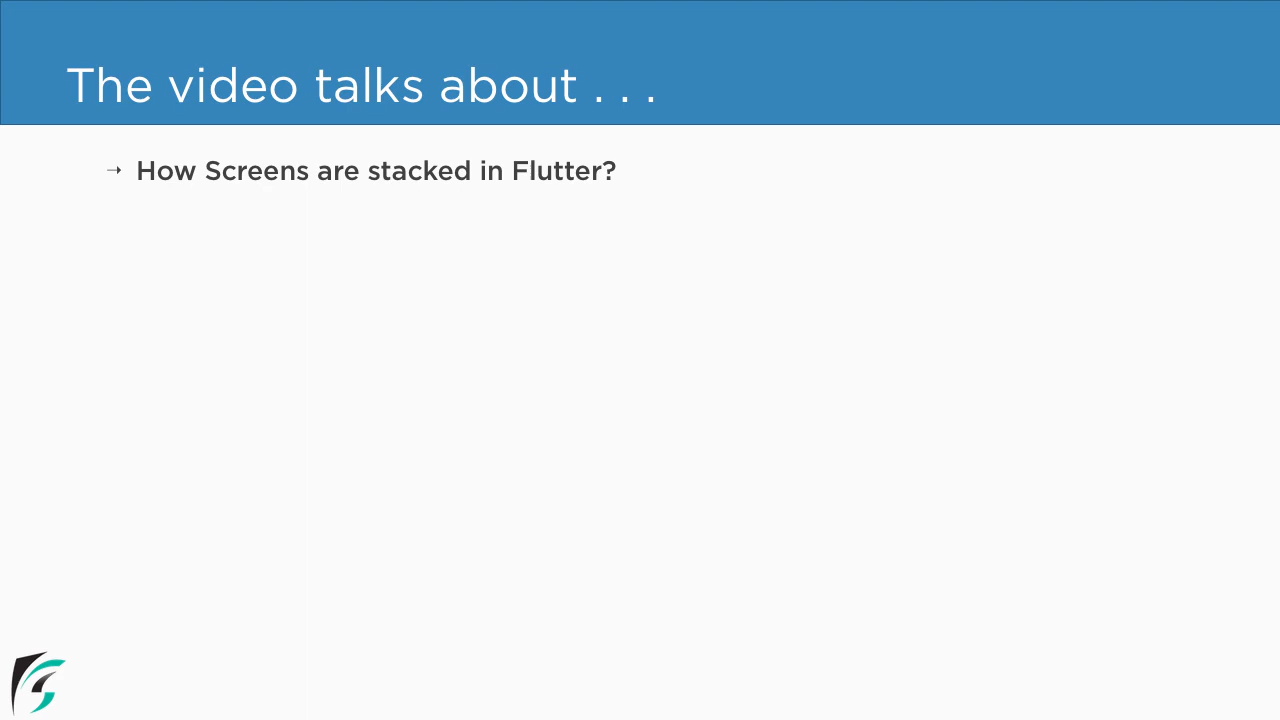 The video talks about . . .
➝ How Screens are stacked in Flutter?